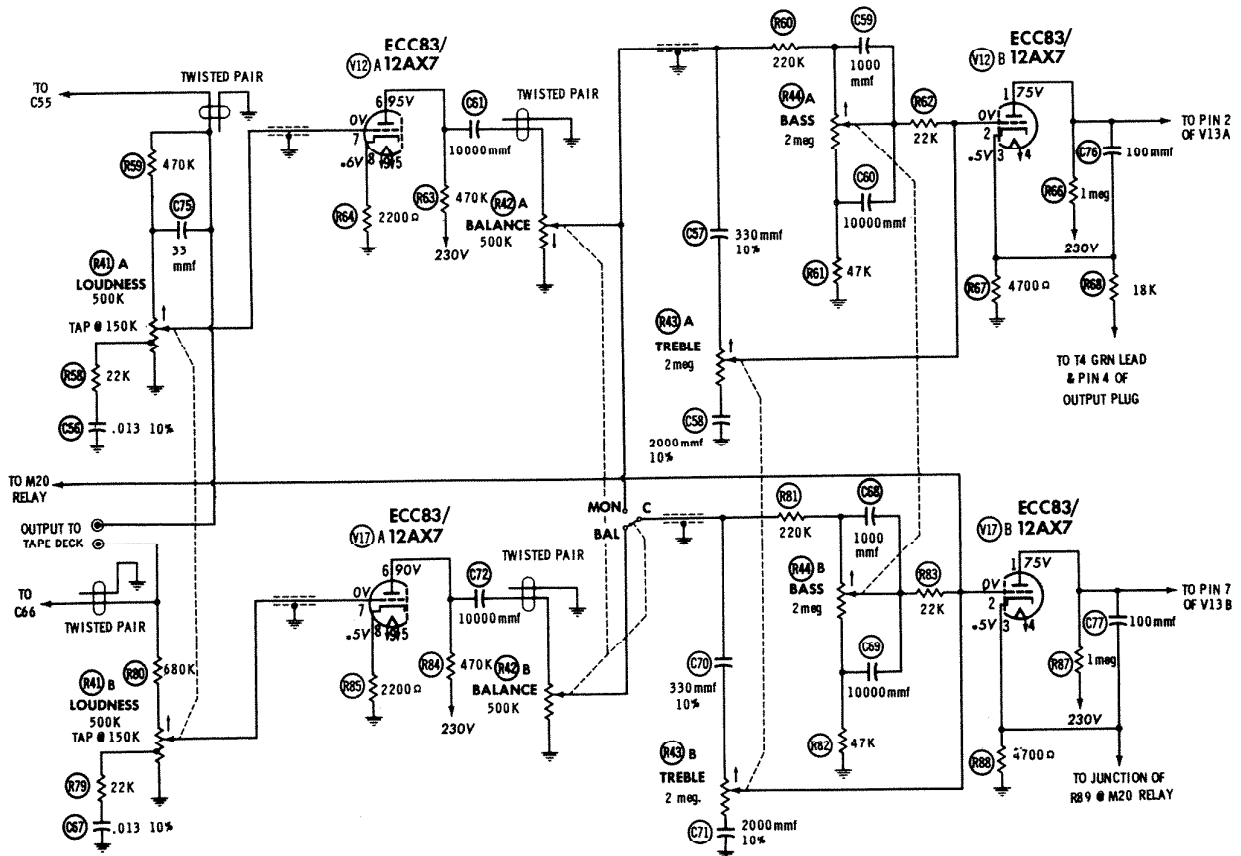 TO
C55
TWISTED PAIR
R59
470K
C75
33
mmf
R41 A
LOUDNESS
500K
TAP @ 150K
R58
22K
C56
.013 10%
V12 A
ECC83/
12AX7
6
95V
0V
7
.6V
8
9
5
R64
2200Ω
C61
10000mmf
R63
470K
230V
TWISTED PAIR
R42 A
BALANCE
500K
R60
220K
C59
1000
mmf
R44 A
BASS
2 meg
C60
10000mmf
R61
47K
R62
22K
C57
330mmf
10%
R43 A
TREBLE
2 meg
C58
2000mmf
10%
V12 B
ECC83/
12AX7
1
75V
0V
2
.5V
3
4
C76
100mmf
R66
1 meg
230V
R67
4700Ω
R68
18K
TO PIN 2
OF V13A
TO T4 GRN LEAD
& PIN 4 OF
OUTPUT PLUG
TO M20
RELAY
OUTPUT TO
TAPE DECK
TO
C66
TWISTED PAIR
R80
680K
R41 B
LOUDNESS
500K
TAP @ 150K
R79
22K
C67
.013 10%
V17 A
ECC83/
12AX7
6
90V
0V
7
.5V
8
9
5
R85
2200Ω
C72
10000mmf
R84
470K
230V
TWISTED PAIR
R42 B
BALANCE
500K
MON
C
BAL
R81
220K
C68
1000
mmf
R44 B
BASS
2 meg
C69
10000mmf
R82
47K
R83
22K
C70
330mmf
10%
R43 B
TREBLE
2 meg.
C71
2000mmf
10%
V17 B
ECC83/
12AX7
1
75V
0V
2
.5V
3
4
C77
100mmf
R87
1meg
230V
R88
4700Ω
TO PIN 7
OF V13B
TO JUNCTION OF
R89 @ M20 RELAY